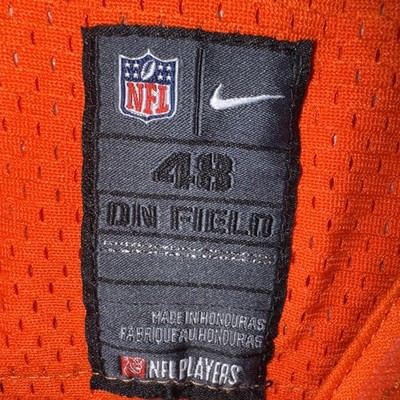 NFL
48
ON FIELD
MADE IN HONDURAS
FABRIQUE AU HONDURAS
NFL PLAYERS